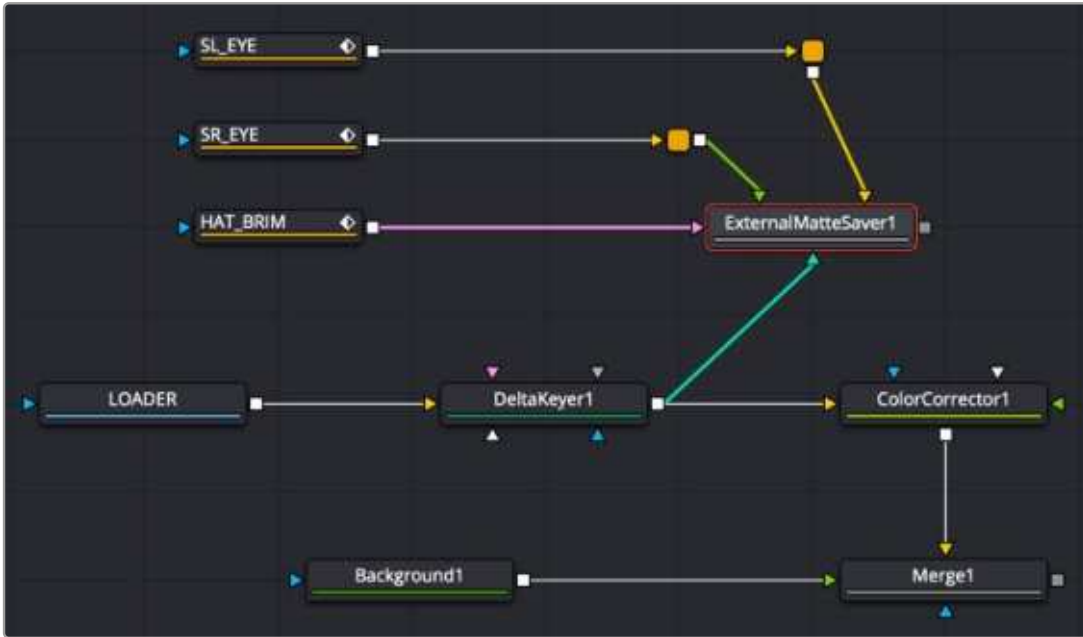 SL_EYE
SR_EYE
HAT_BRIM
ExternalMatteSaver1
LOADER
DeltaKeyer1
ColorCorrector1
Background1
Merge1